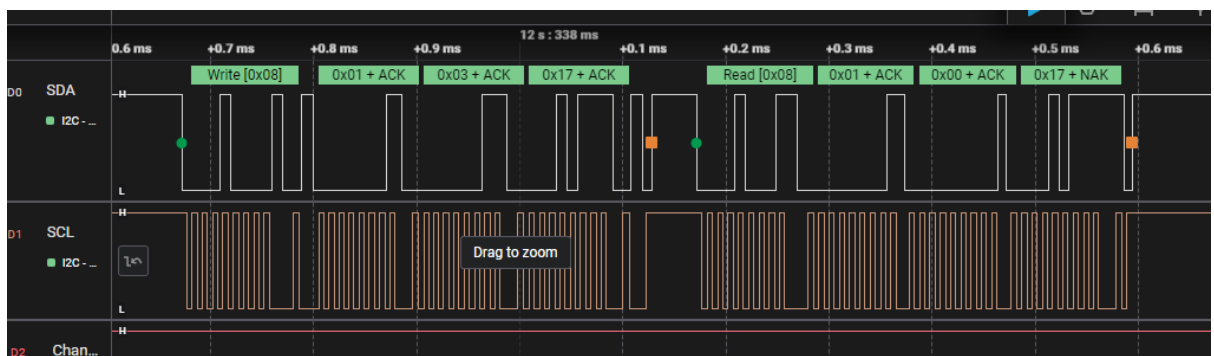 12 s : 338 ms
0.6 ms +0.7 ms +0.8 ms +0.9 ms +0.1 ms +0.2 ms +0.3 ms +0.4 ms +0.5 ms +0.6 ms
Write [0x08] 0x01 + ACK 0x03 + ACK 0x17 + ACK Read [0x08] 0x01 + ACK 0x00 + ACK 0x17 + NAK
D0 SDA H
I2C - ...
L
H
D1 SCL
Drag to zoom
I2C - ...
L
H
D2 Chan...